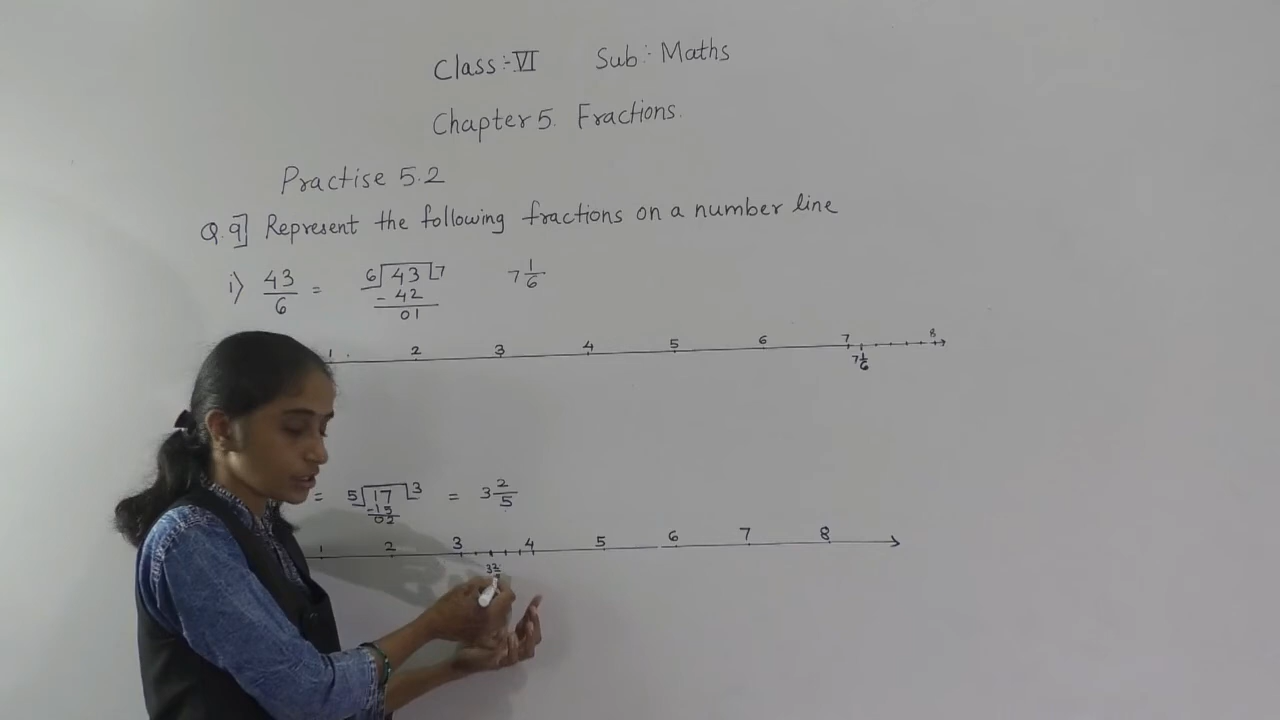 Class:- VI Sub:- Maths
Chapter 5. Fractions.
Practise 5.2
Q.9] Represent the following fractions on a number line
i) 43/6 = 6 43 7 7 1/6
- 42
01
1 2 3 4 5 6 7 8
7 1/6
= 5 17 3 = 3 2/5
-15
02
1 2 3 4 5 6 7 8
3 2